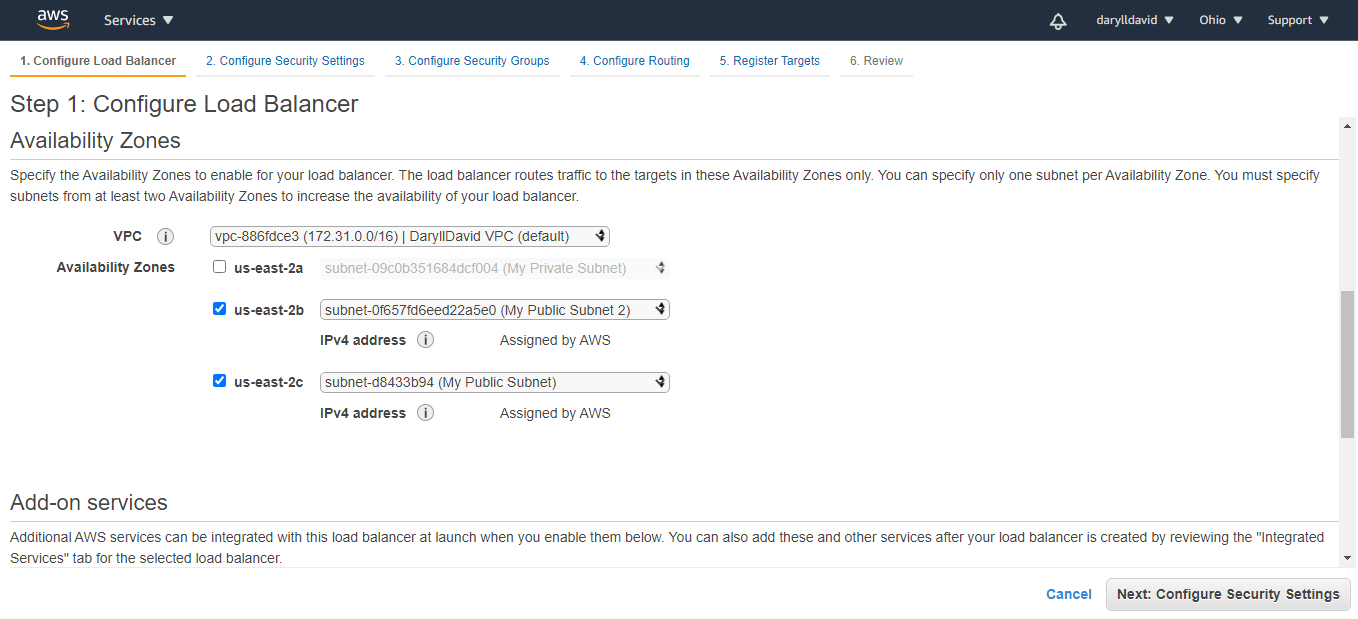 aws Services darylldavid Ohio Support
1. Configure Load Balancer 2. Configure Security Settings 3. Configure Security Groups 4. Configure Routing 5. Register Targets 6. Review
Step 1: Configure Load Balancer
Availability Zones
Specify the Availability Zones to enable for your load balancer. The load balancer routes traffic to the targets in these Availability Zones only. You can specify only one subnet per Availability Zone. You must specify
subnets from at least two Availability Zones to increase the availability of your load balancer.
VPC i vpc-886fdce3 (172.31.0.0/16) | DaryllDavid VPC (default)
Availability Zones us-east-2a subnet-09c0b351684dcf004 (My Private Subnet)
us-east-2b subnet-0f657fd6eed22a5e0 (My Public Subnet 2)
IPv4 address i Assigned by AWS
us-east-2c subnet-d8433b94 (My Public Subnet)
IPv4 address i Assigned by AWS
Add-on services
Additional AWS services can be integrated with this load balancer at launch when you enable them below. You can also add these and other services after your load balancer is created by reviewing the "Integrated
Services" tab for the selected load balancer.
Cancel Next: Configure Security Settings